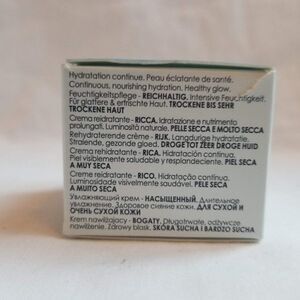 Hydratation continue. Peau éclatante de santé.
Continuous, nourishing hydration. Healthy glow.
Feuchtigkeitspflege - REICHHALTIG. Intensive Feuchtigkeit.
Für glattere & erfrischte Haut. TROCKENE BIS SEHR
TROCKENE HAUT
Crema reidratante - RICCA. Idratazione e nutrimento
prolungati. Luminosità naturale. PELLE SECCA E MOLTO SECCA
Rehydraterende crème - RIJK. Langdurige hydratatie.
Stralende, gezonde gloed. DROGE TOT ZEER DROGE HUID
Crema rehidratante - RICA. Hidratación continua.
Piel visiblemente saludable y resplandeciente. PIEL SECA
A MUY SECA
Creme reidratante - RICO. Hidratação contínua.
Luminosidade visivelmente saudável. PELE SECA
A MUITO SECA
Увлажняющий крем - НАСЫЩЕННЫЙ. Длительное
увлажнение. Здоровое сияние кожи. ДЛЯ СУХОЙ И
ОЧЕНЬ СУХОЙ КОЖИ
Krem nawilżający - BOGATY. Długotrwałe, odżywcze
nawilżenie. Zdrowy blask. SKÓRA SUCHA I BARDZO SUCHA